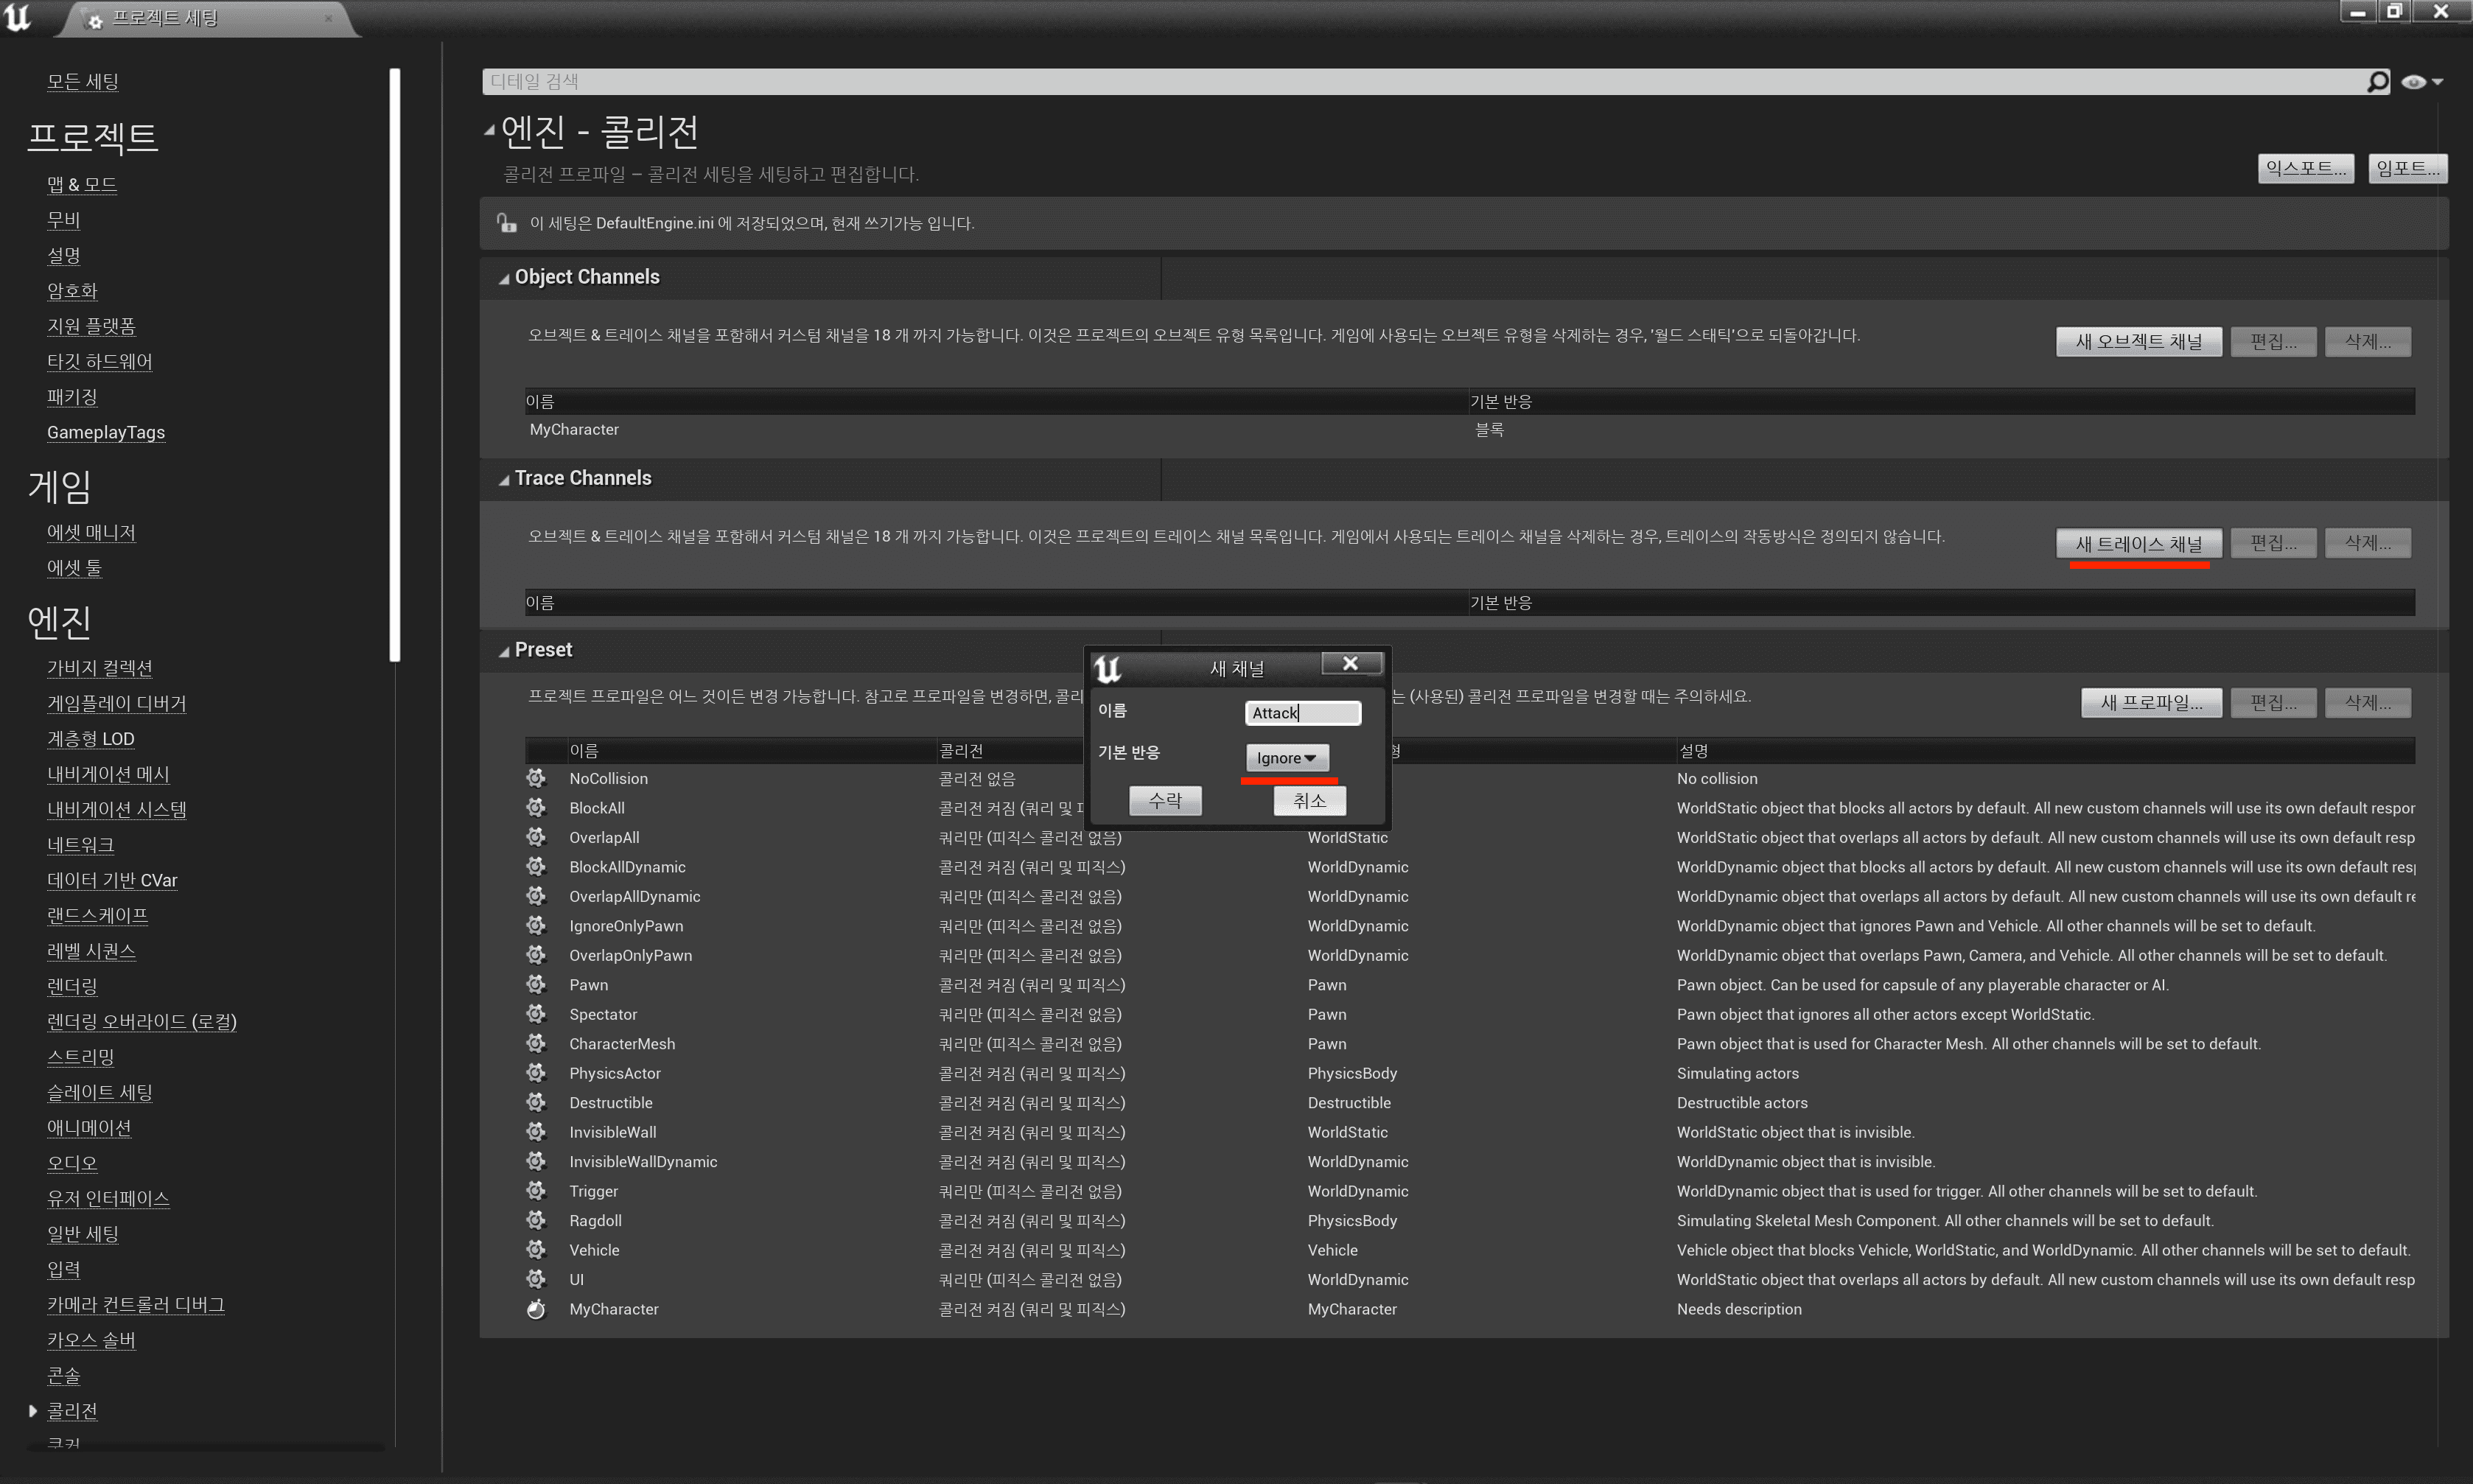 프로젝트 세팅
모든 세팅
프로젝트
맵 & 모드
무비
설명
암호화
지원 플랫폼
타깃 하드웨어
패키징
GameplayTags
게임
에셋 매니저
에셋 툴
엔진
가비지 컬렉션
게임플레이 디버거
계층형 LOD
내비게이션 메시
내비게이션 시스템
네트워크
데이터 기반 CVar
랜드스케이프
레벨 시퀀스
렌더링
렌더링 오버라이드 (로컬)
스트리밍
슬레이트 세팅
애니메이션
오디오
유저 인터페이스
일반 세팅
입력
카메라 컨트롤러 디버그
카오스 솔버
콘솔
콜리전
쿠커
디테일 검색
엔진 - 콜리전
콜리전 프로파일 – 콜리전 세팅을 세팅하고 편집합니다.
익스포트... 임포트...
이 세팅은 DefaultEngine.ini 에 저장되었으며, 현재 쓰기가능 입니다.
Object Channels
오브젝트 & 트레이스 채널을 포함해서 커스텀 채널을 18 개 까지 가능합니다. 이것은 프로젝트의 오브젝트 유형 목록입니다. 게임에 사용되는 오브젝트 유형을 삭제하는 경우, '월드 스태틱'으로 되돌아갑니다.
새 오브젝트 채널 편집... 삭제...
이름 기본 반응
MyCharacter 블록
Trace Channels
오브젝트 & 트레이스 채널을 포함해서 커스텀 채널은 18 개 까지 가능합니다. 이것은 프로젝트의 트레이스 채널 목록입니다. 게임에서 사용되는 트레이스 채널을 삭제하는 경우, 트레이스의 작동방식은 정의되지 않습니다.
새 트레이스 채널 편집... 삭제...
이름 기본 반응
Preset
프로젝트 프로파일은 어느 것이든 변경 가능합니다. 참고로 프로파일을 변경하면, 콜리 는 (사용된) 콜리전 프로파일을 변경할 때는 주의하세요.
새 프로파일... 편집... 삭제...
새 채널
이름 Attack
기본 반응 Ignore
수락 취소
이름 콜리전 형 설명
NoCollision 콜리전 없음 No collision
BlockAll 콜리전 켜짐 (쿼리 및 WorldStatic object that blocks all actors by default. All new custom channels will use its own default respor
OverlapAll 쿼리만 (피직스 콜리전 없음) WorldStatic WorldStatic object that overlaps all actors by default. All new custom channels will use its own default resp
BlockAllDynamic 콜리전 켜짐 (쿼리 및 피직스) WorldDynamic WorldDynamic object that blocks all actors by default. All new custom channels will use its own default resp
OverlapAllDynamic 쿼리만 (피직스 콜리전 없음) WorldDynamic WorldDynamic object that overlaps all actors by default. All new custom channels will use its own default re
IgnoreOnlyPawn 쿼리만 (피직스 콜리전 없음) WorldDynamic WorldDynamic object that ignores Pawn and Vehicle. All other channels will be set to default.
OverlapOnlyPawn 쿼리만 (피직스 콜리전 없음) WorldDynamic WorldDynamic object that overlaps Pawn, Camera, and Vehicle. All other channels will be set to default.
Pawn 콜리전 켜짐 (쿼리 및 피직스) Pawn Pawn object. Can be used for capsule of any playerable character or AI.
Spectator 쿼리만 (피직스 콜리전 없음) Pawn Pawn object that ignores all other actors except WorldStatic.
CharacterMesh 쿼리만 (피직스 콜리전 없음) Pawn Pawn object that is used for Character Mesh. All other channels will be set to default.
PhysicsActor 콜리전 켜짐 (쿼리 및 피직스) PhysicsBody Simulating actors
Destructible 콜리전 켜짐 (쿼리 및 피직스) Destructible Destructible actors
InvisibleWall 콜리전 켜짐 (쿼리 및 피직스) WorldStatic WorldStatic object that is invisible.
InvisibleWallDynamic 콜리전 켜짐 (쿼리 및 피직스) WorldDynamic WorldDynamic object that is invisible.
Trigger 쿼리만 (피직스 콜리전 없음) WorldDynamic WorldDynamic object that is used for trigger. All other channels will be set to default.
Ragdoll 콜리전 켜짐 (쿼리 및 피직스) PhysicsBody Simulating Skeletal Mesh Component. All other channels will be set to default.
Vehicle 콜리전 켜짐 (쿼리 및 피직스) Vehicle Vehicle object that blocks Vehicle, WorldStatic, and WorldDynamic. All other channels will be set to default.
UI 쿼리만 (피직스 콜리전 없음) WorldDynamic WorldStatic object that overlaps all actors by default. All new custom channels will use its own default resp
MyCharacter 콜리전 켜짐 (쿼리 및 피직스) MyCharacter Needs description